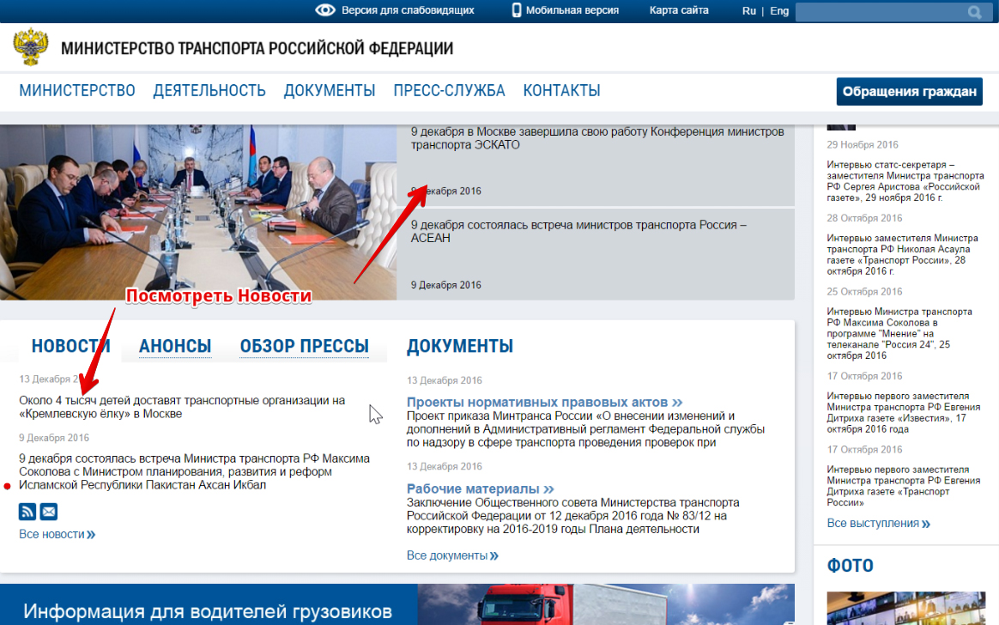 Версия для слабовидящих
Мобильная версия
Карта сайта
Ru | Eng
МИНИСТЕРСТВО ТРАНСПОРТА РОССИЙСКОЙ ФЕДЕРАЦИИ
МИНИСТЕРСТВО
ДЕЯТЕЛЬНОСТЬ
ДОКУМЕНТЫ
ПРЕСС-СЛУЖБА
КОНТАКТЫ
Обращения граждан
9 декабря в Москве завершила свою работу Конференция министров
транспорта ЭСКАТО
9 Декабря 2016
9 декабря состоялась встреча министров транспорта Россия –
АСЕАН
9 Декабря 2016
Посмотреть Новости
НОВОСТИ
АНОНСЫ
ОБЗОР ПРЕССЫ
13 Декабря 2016
Около 4 тысяч детей доставят транспортные организации на
«Кремлевскую ёлку» в Москве
9 Декабря 2016
9 декабря состоялась встреча Министра транспорта РФ Максима
Соколова с Министром планирования, развития и реформ
Исламской Республики Пакистан Ахсан Икбал
Все новости »
ДОКУМЕНТЫ
13 Декабря 2016
Проекты нормативных правовых актов »
Проект приказа Минтранса России «О внесении изменений и
дополнений в Административный регламент Федеральной службы
по надзору в сфере транспорта проведения проверок при
13 Декабря 2016
Рабочие материалы »
Заключение Общественного совета Министерства транспорта
Российской Федерации от 12 декабря 2016 года № 83/12 на
корректировку на 2016-2019 годы Плана деятельности
Все документы »
29 Ноября 2016
Интервью статс-секретаря –
заместителя Министра транспорта
РФ Сергея Аристова «Российской
газете», 29 ноября 2016 г.
28 Октября 2016
Интервью заместителя Министра
транспорта РФ Николая Асаула
газете «Транспорт России», 28
октября 2016 г.
25 Октября 2016
Интервью Министра транспорта
РФ Максима Соколова в
программе "Мнение" на
телеканале "Россия 24", 25
октября 2016
17 Октября 2016
Интервью первого заместителя
Министра транспорта РФ Евгения
Дитриха газете «Известия», 17
октября 2016 года
17 Октября 2016
Интервью первого заместителя
Министра транспорта РФ Евгения
Дитриха газете «Транспорт
России»
Все выступления »
ФОТО
Информация для водителей грузовиков